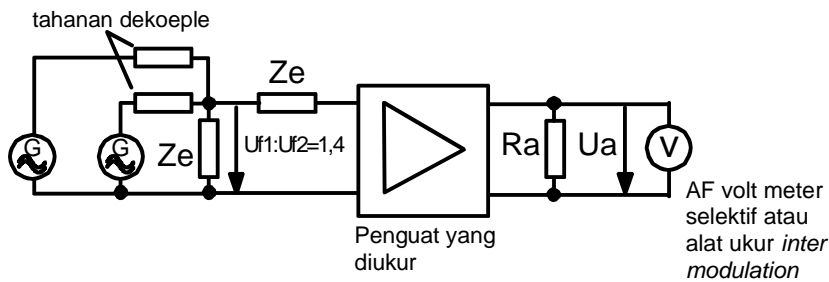 tahanan dekoeple
Ze
G
G
Ze
Uf1:Uf2=1,4
Ra
Ua
V
Penguat yang
diukur
AF volt meter
selektif atau
alat ukur inter
modulation